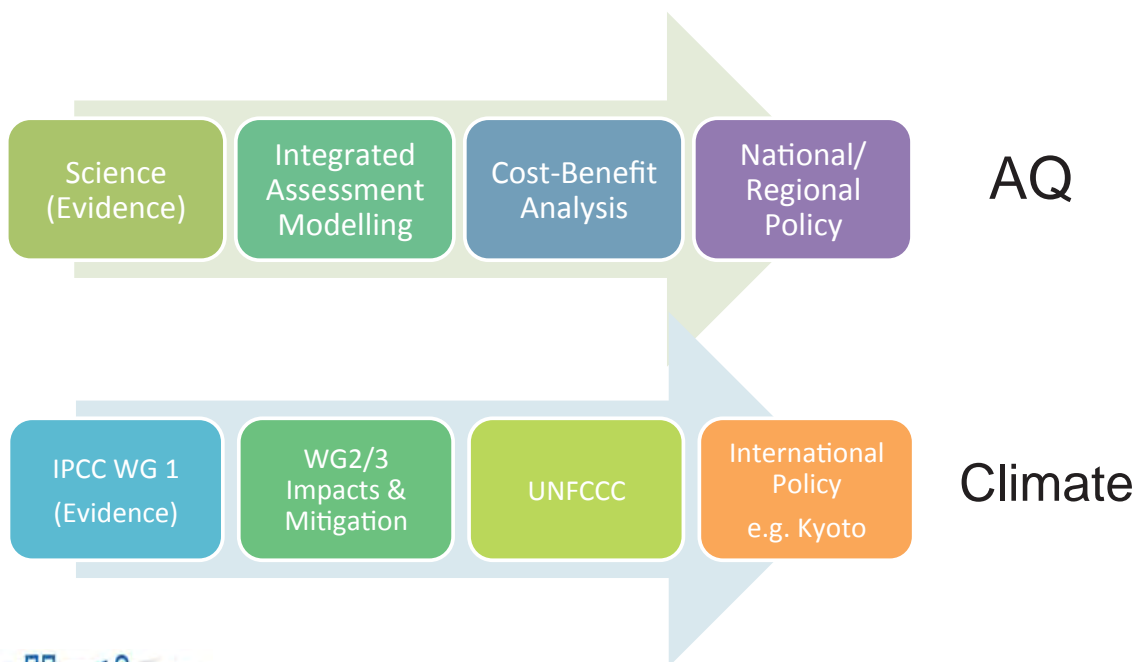 Science
(Evidence)
Integrated
Assessment
Modelling
Cost-Benefit
Analysis
National/
Regional
Policy
AQ
IPCC WG 1
(Evidence)
WG2/3
Impacts &
Mitigation
UNFCCC
International
Policy
e.g. Kyoto
Climate